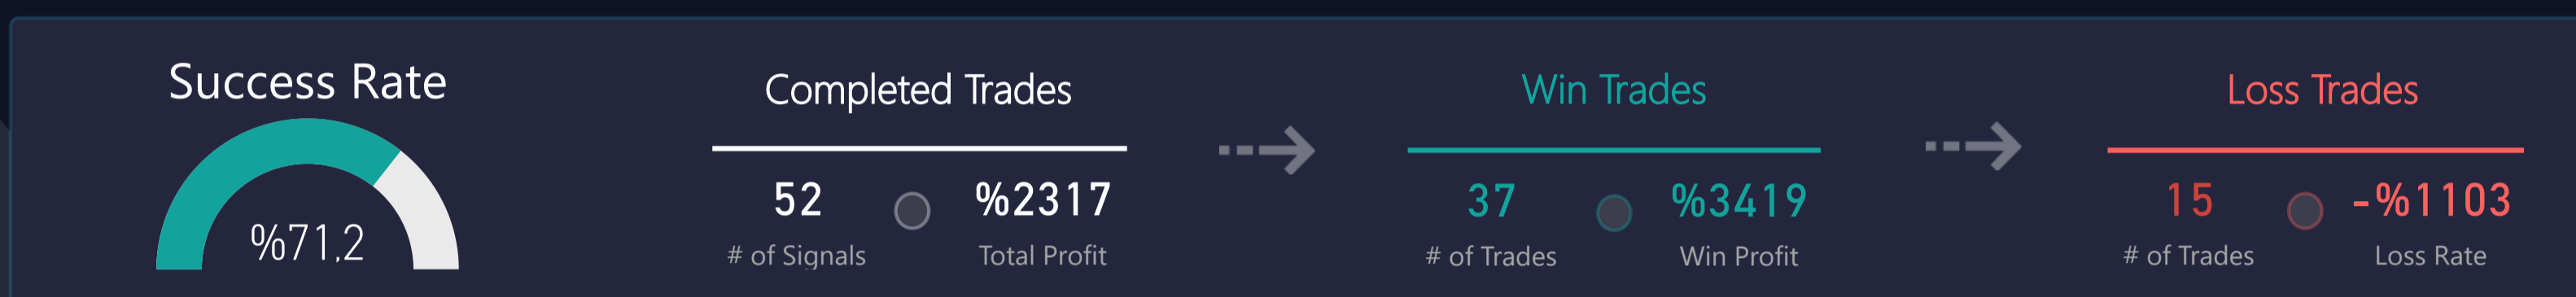 Success Rate
%71,2
Completed Trades
52 %2317
# of Signals Total Profit
Win Trades
37 %3419
# of Trades Win Profit
Loss Trades
15 -%1103
# of Trades Loss Rate